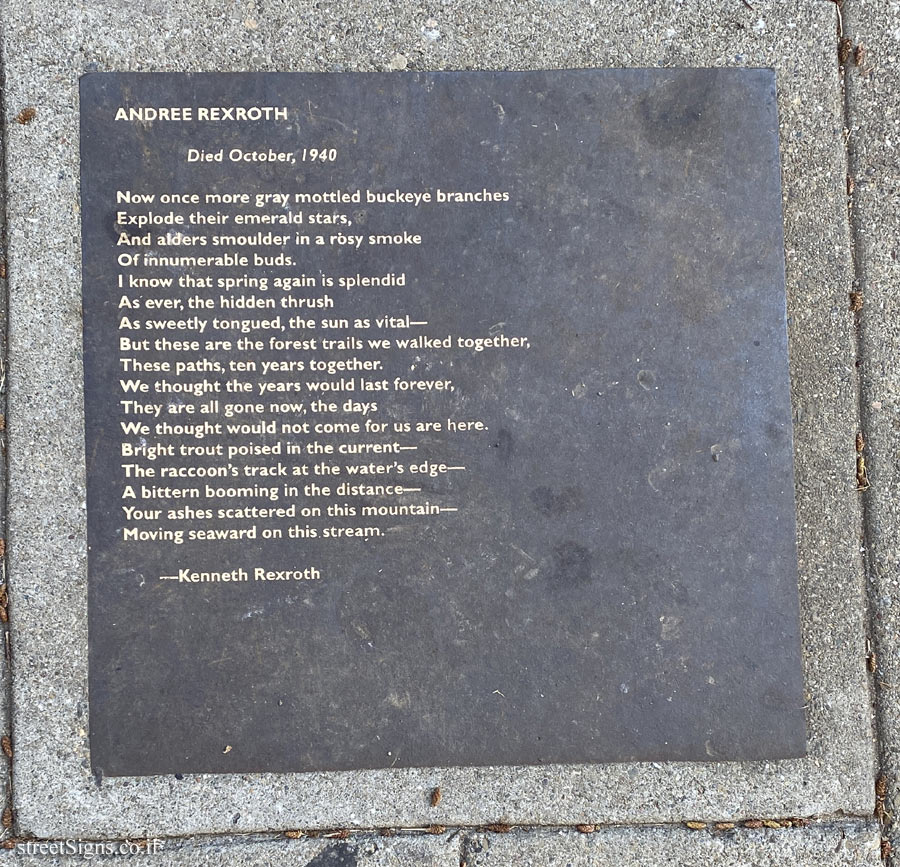 ANDREE REXROTH
Died October, 1940
Now once more gray mottled buckeye branches
Explode their emerald stars,
And alders smoulder in a rosy smoke
Of innumerable buds.
I know that spring again is splendid
As ever, the hidden thrush
As sweetly tongued, the sun as vital—
But these are the forest trails we walked together,
These paths, ten years together.
We thought the years would last forever,
They are all gone now, the days
We thought would not come for us are here.
Bright trout poised in the current—
The raccoon's track at the water's edge—
A bittern booming in the distance—
Your ashes scattered on this mountain—
Moving seaward on this stream.
—Kenneth Rexroth
streetSigns.co.il